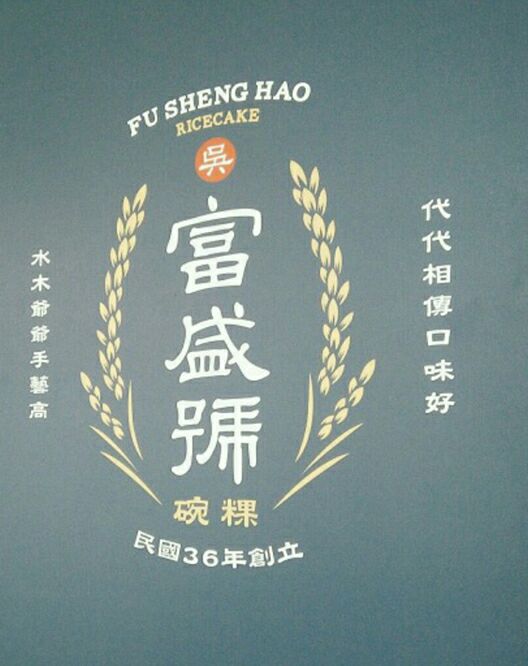 FU SHENG HAO
RICECAKE
吳
富盛號
碗粿
民國36年創立
代代相傳口味好
水木爺爺手藝高